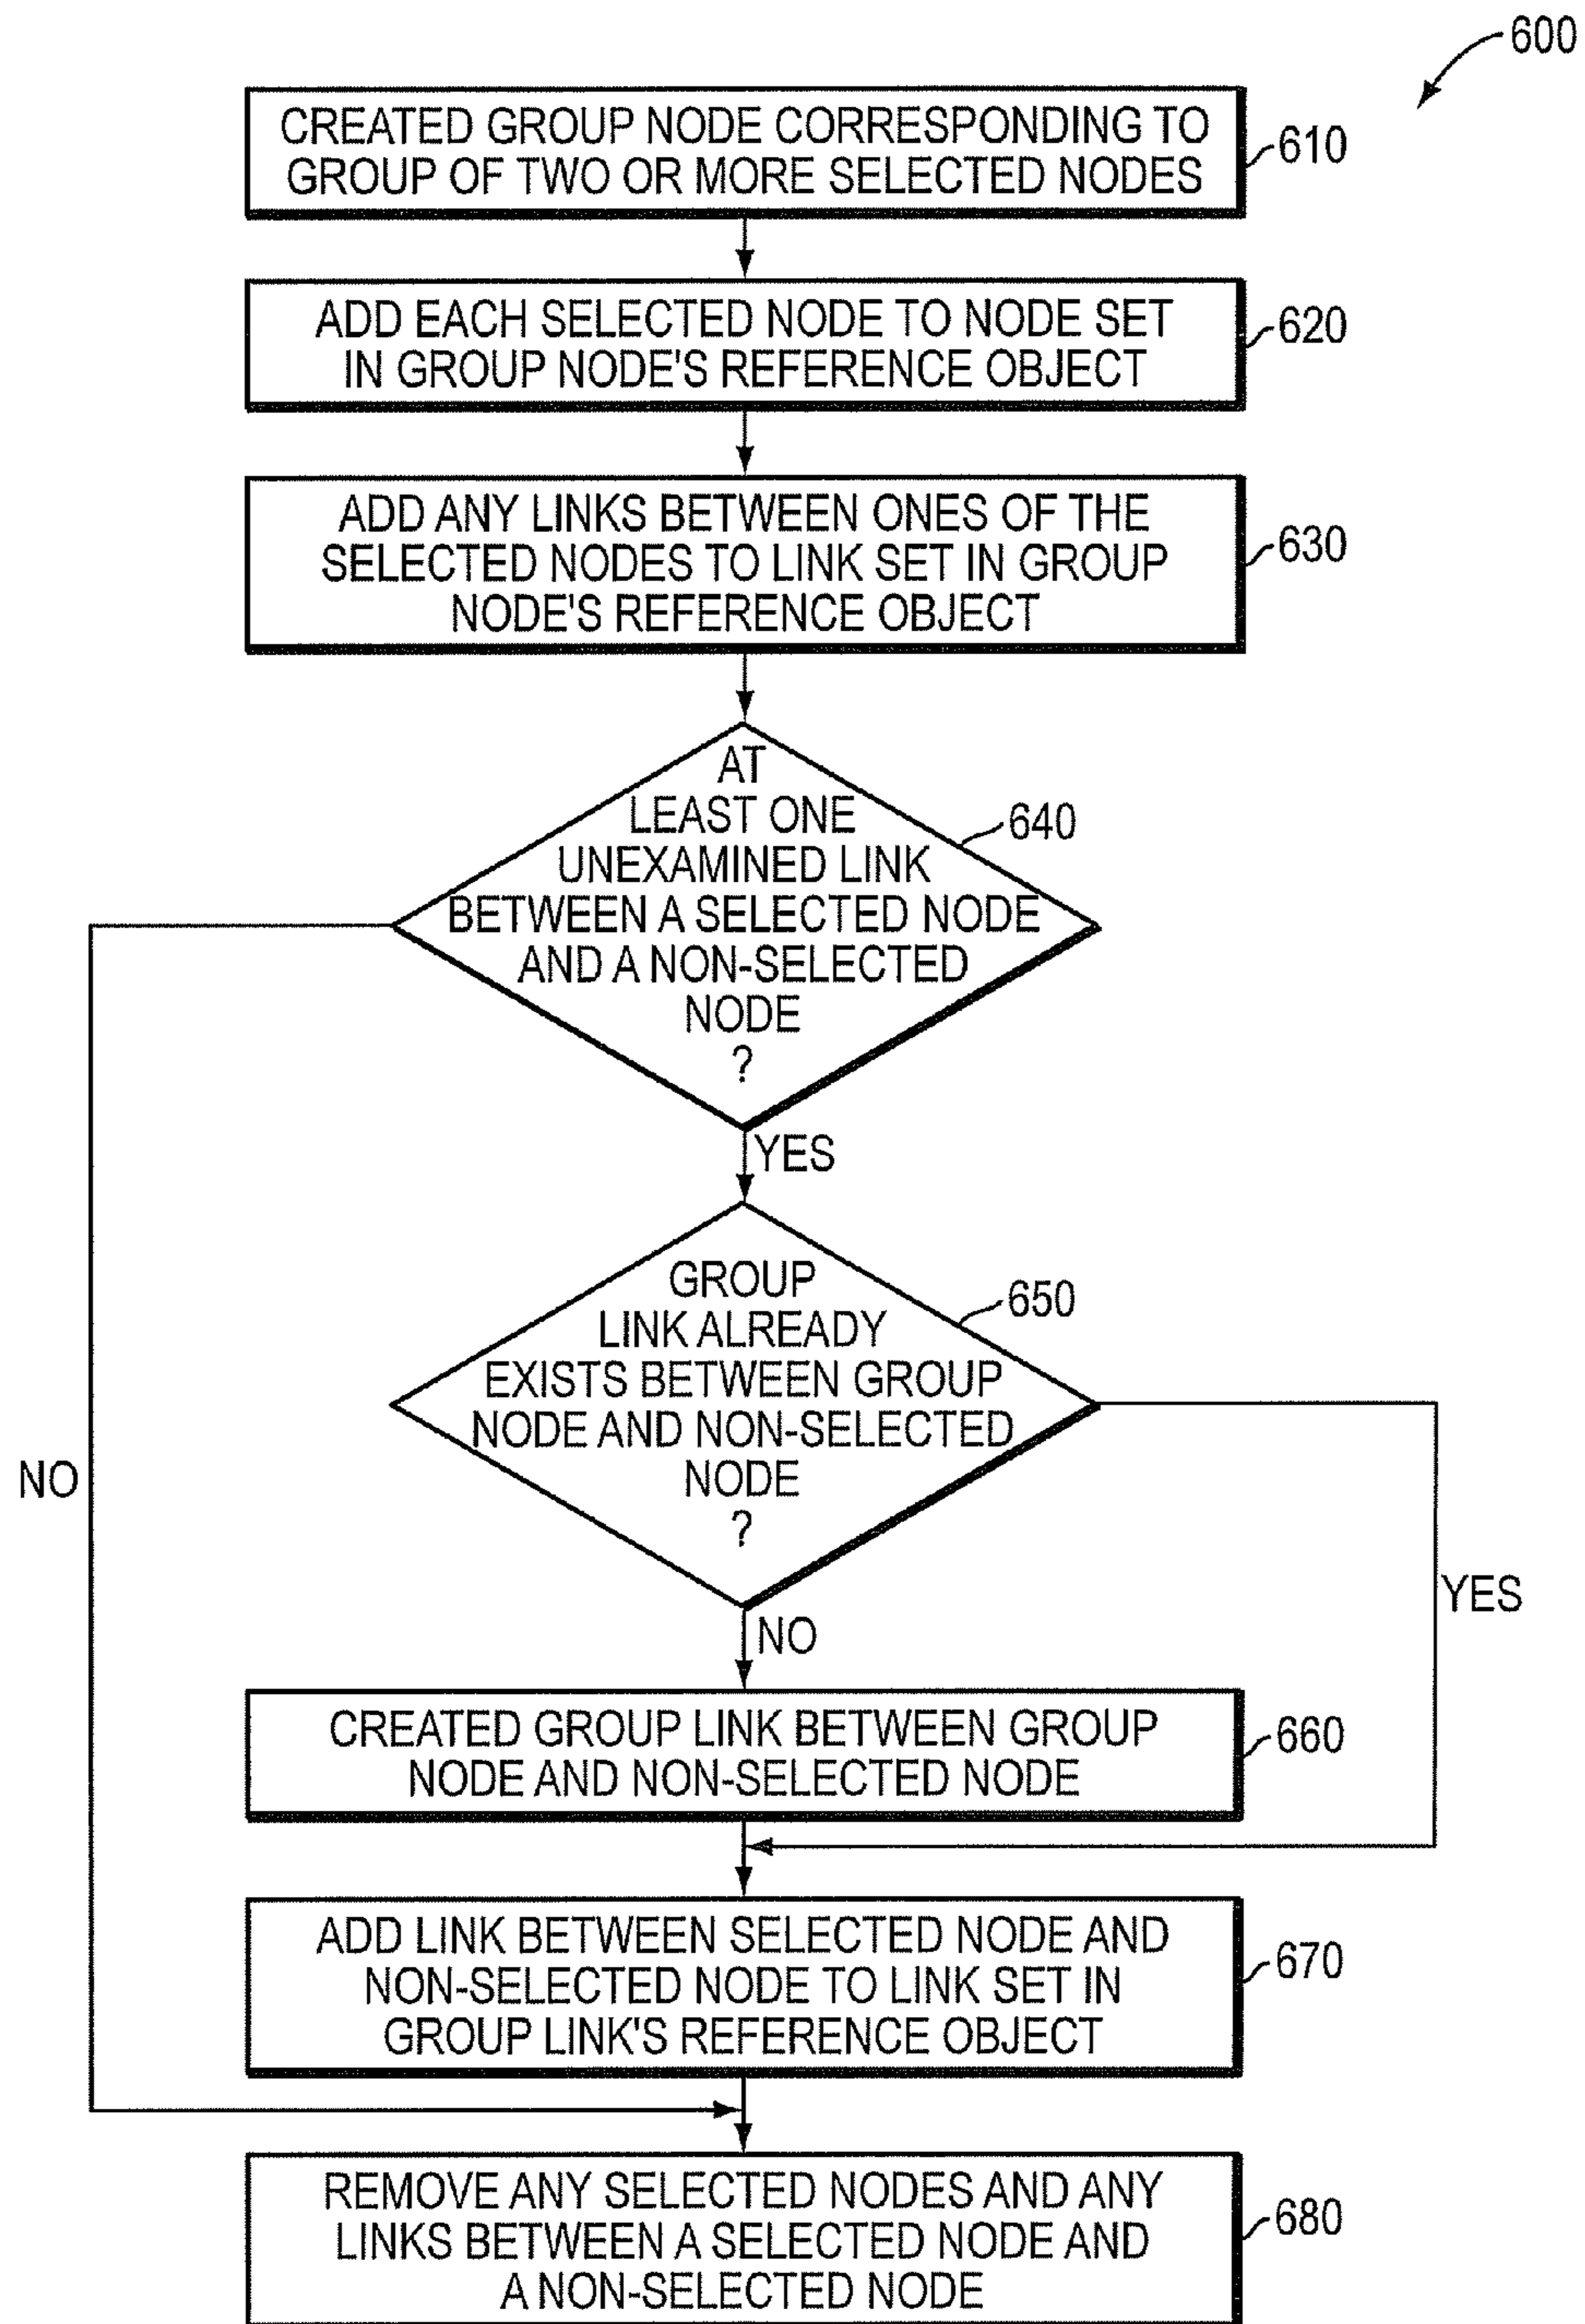 600
CREATED GROUP NODE CORRESPONDING TO
GROUP OF TWO OR MORE SELECTED NODES
610
ADD EACH SELECTED NODE TO NODE SET
IN GROUP NODE'S REFERENCE OBJECT
620
ADD ANY LINKS BETWEEN ONES OF THE
SELECTED NODES TO LINK SET IN GROUP
NODE'S REFERENCE OBJECT
630
AT
LEAST ONE
UNEXAMINED LINK
BETWEEN A SELECTED NODE
AND A NON-SELECTED
NODE
?
640
YES
GROUP
LINK ALREADY
EXISTS BETWEEN GROUP
NODE AND NON-SELECTED
NODE
?
650
NO
YES
NO
CREATED GROUP LINK BETWEEN GROUP
NODE AND NON-SELECTED NODE
660
ADD LINK BETWEEN SELECTED NODE AND
NON-SELECTED NODE TO LINK SET IN
GROUP LINK'S REFERENCE OBJECT
670
REMOVE ANY SELECTED NODES AND ANY
LINKS BETWEEN A SELECTED NODE AND
A NON-SELECTED NODE
680